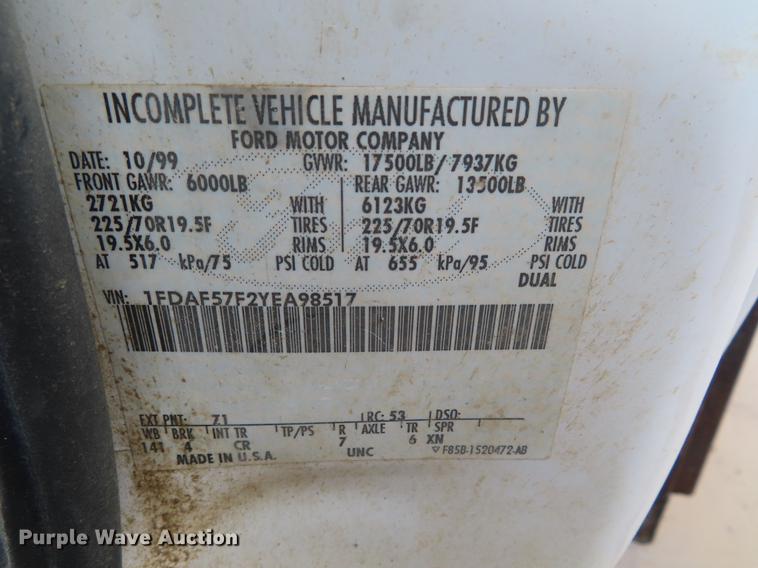 INCOMPLETE VEHICLE MANUFACTURED BY
FORD MOTOR COMPANY
DATE: 10/99 GVWR: 17500LB/ 7937KG
FRONT GAWR: 6000LB REAR GAWR: 13500LB
2721KG WITH 6123KG WITH
225/70R19.5F TIRES 225/70R19.5F TIRES
19.5X6.0 RIMS 19.5X6.0 RIMS
AT 517 kPa/75 PSI COLD AT 655 kPa/95 PSI COLD
DUAL
VIN: 1FDAF57F2YEA98517
EXT PNT: Z1 RC: 53 DSO:
WB BRK INT TR TP/PS R AXLE TR SPR
141 4 CR 7 6 XN
MADE IN U.S.A. UNC F85B-1520472-AB
Purple Wave Auction